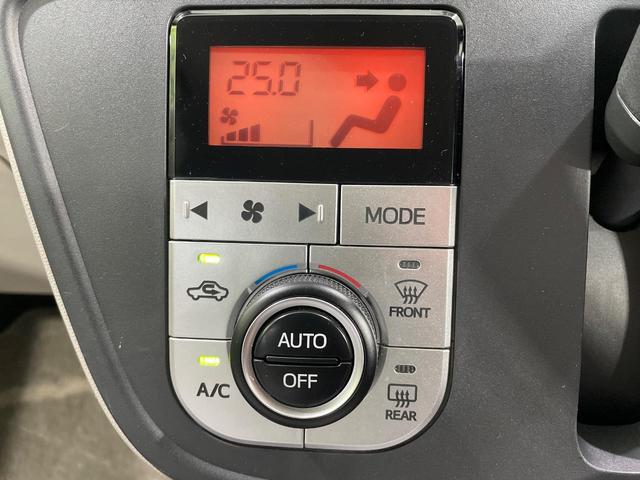 25.0
MODE
FRONT
AUTO
OFF
A/C
REAR